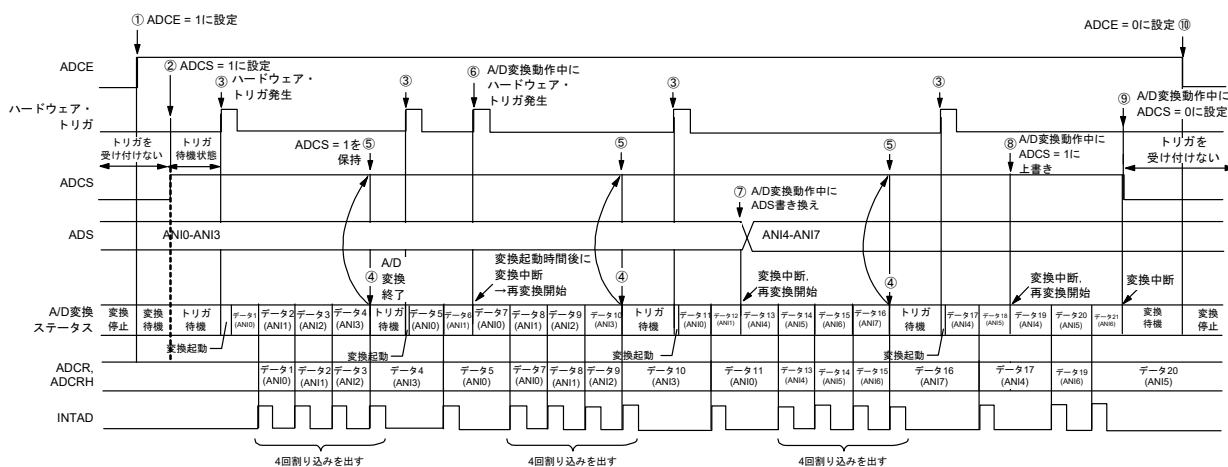 ① ADCE = 1に設定
ADCE = 0に設定 ⑩
ADCE
② ADCS = 1に設定
③ ハードウェア・
トリガ発生
③
⑥ A/D変換動作中に
ハードウェア・
トリガ発生
③
③
⑨ A/D変換動作中に
ADCS = 0に設定
ハードウェア・
トリガ
トリガを
受け付けない
トリガ
待機状態
ADCS = 1を
保持
⑤
⑤
⑤
⑧ A/D変換動作中に
ADCS = 1に
上書き
トリガを
受け付けない
ADCS
⑦ A/D変換動作中に
ADS書き換え
ADS
ANI0-ANI3
ANI4-ANI7
④ A/D
変換
終了
変換起動時間後に
変換中断
→再変換開始
④
変換中断,
再変換開始
④
変換中断,
再変換開始
変換中断
A/D変換
ステータス
変換
停止
変換
待機
トリガ
待機
データ1
(ANI0)
データ2
(ANI1)
データ3
(ANI2)
データ4
(ANI3)
トリガ
待機
データ5
(ANI0)
データ6
(ANI1)
データ7
(ANI0)
データ8
(ANI1)
データ9
(ANI2)
データ10
(ANI3)
トリガ
待機
データ11
(ANI0)
データ12
(ANI1)
データ13
(ANI4)
データ14
(ANI5)
データ15
(ANI6)
データ16
(ANI7)
トリガ
待機
データ17
(ANI4)
データ18
(ANI5)
データ19
(ANI4)
データ20
(ANI5)
データ21
(ANI6)
変換
待機
変換
停止
変換起動
変換起動
変換起動
変換起動
ADCR,
ADCRH
データ1
(ANI0)
データ2
(ANI1)
データ3
(ANI2)
データ4
(ANI3)
データ5
(ANI0)
データ7
(ANI0)
データ8
(ANI1)
データ9
(ANI2)
データ10
(ANI3)
データ11
(ANI0)
データ13
(ANI4)
データ14
(ANI5)
データ15
(ANI6)
データ16
(ANI7)
データ17
(ANI4)
データ19
(ANI6)
データ20
(ANI5)
INTAD
4回割り込みを出す
4回割り込みを出す
4回割り込みを出す